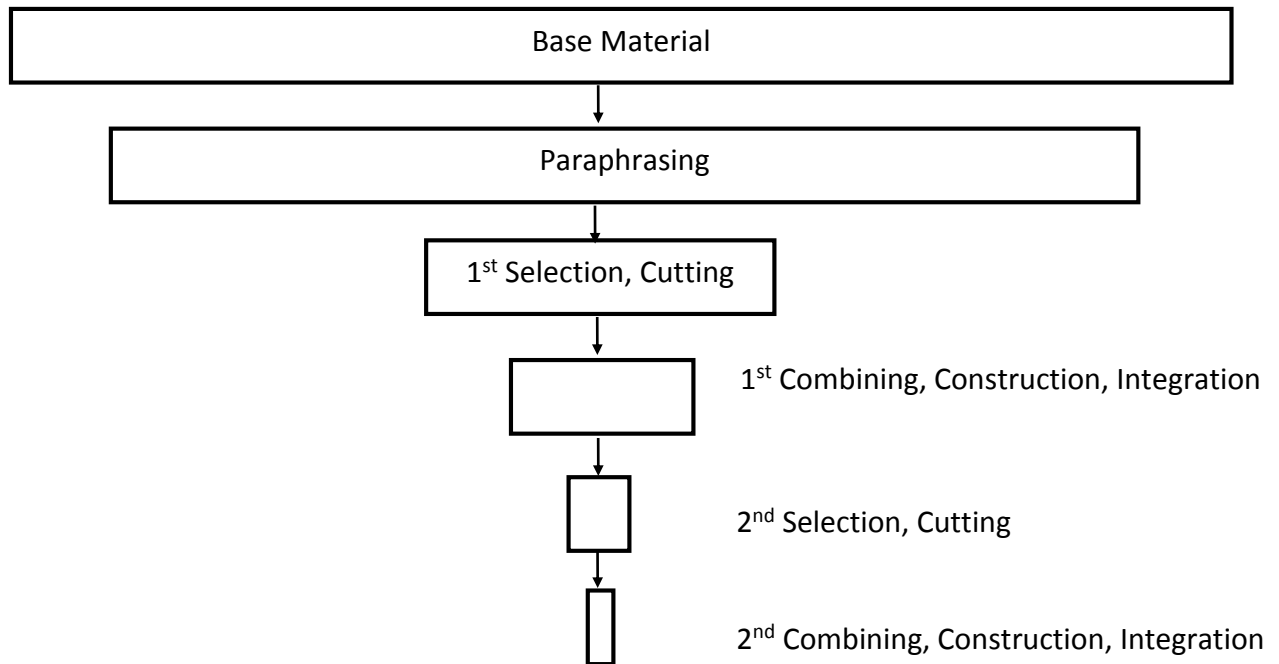 Base Material
Paraphrasing
1st Selection, Cutting
1st Combining, Construction, Integration
2nd Selection, Cutting
2nd Combining, Construction, Integration